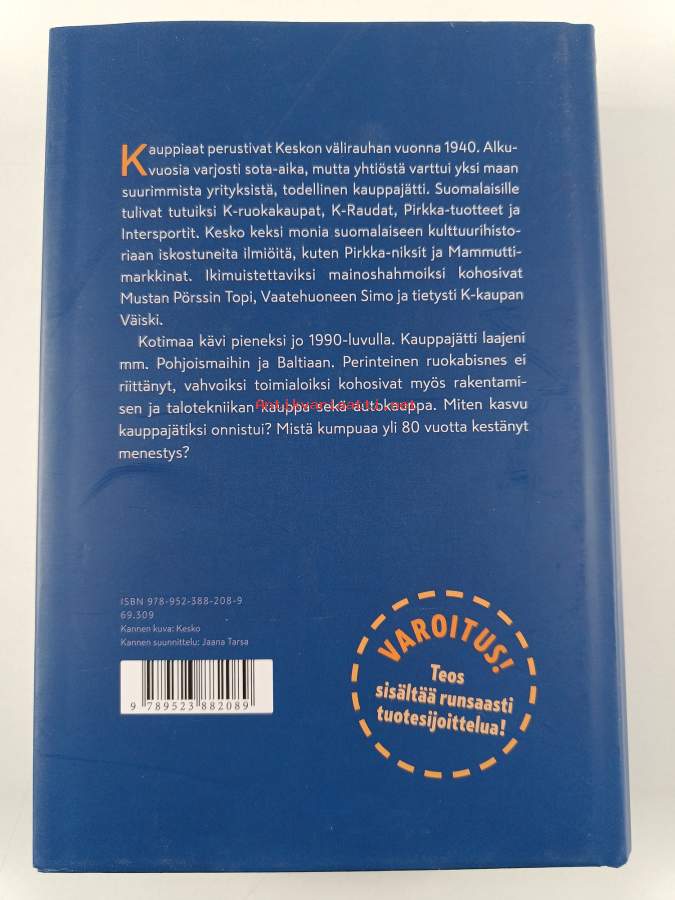 Kauppiaat perustivat Keskon välirauhan vuonna 1940. Alku-
vuosia varjosti sota-aika, mutta yhtiöstä varttui yksi maan
suurimmista yrityksistä, todellinen kauppajätti. Suomalaisille
tulivat tutuiksi K-ruokakaupat, K-Raudat, Pirkka-tuotteet ja
Intersportit. Kesko keksi monia suomalaiseen kulttuurihisto-
riaan iskostuneita ilmiöitä, kuten Pirkka-niksit ja Mammutti-
markkinat. Ikimuistettaviksi mainoshahmoiksi kohosivat
Mustan Pörssin Topi, Vaatehuoneen Simo ja tietysti K-kaupan
Väiski.
Kotimaa kävi pieneksi jo 1990-luvulla. Kauppajätti laajeni
mm. Pohjoismaihin ja Baltiaan. Perinteinen ruokabisnes ei
riittänyt, vahvoiksi toimialoiksi kohosivat myös rakentami-
sen ja talotekniikan kauppa sekä autokauppa. Miten kasvu
kauppajätiksi onnistui? Mistä kumpuaa yli 80 vuotta kestänyt
menestys?
Antikvariaatti.net
ISBN 978-952-388-208-9
69.309
Kannen kuva: Kesko
Kannen suunnittelu: Jaana Tarsa
9 789523 882089
VAROITUS!
Teos
sisältää runsaasti
tuotesijoittelua!